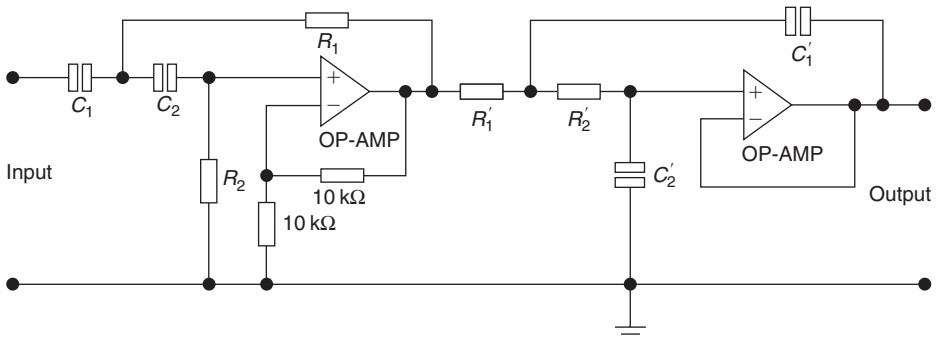 R₁
C₁′
C₁
C₂
+
−
OP-AMP
R₁′
R₂′
+
−
OP-AMP
Input
R₂
10 kΩ
10 kΩ
C₂′
Output